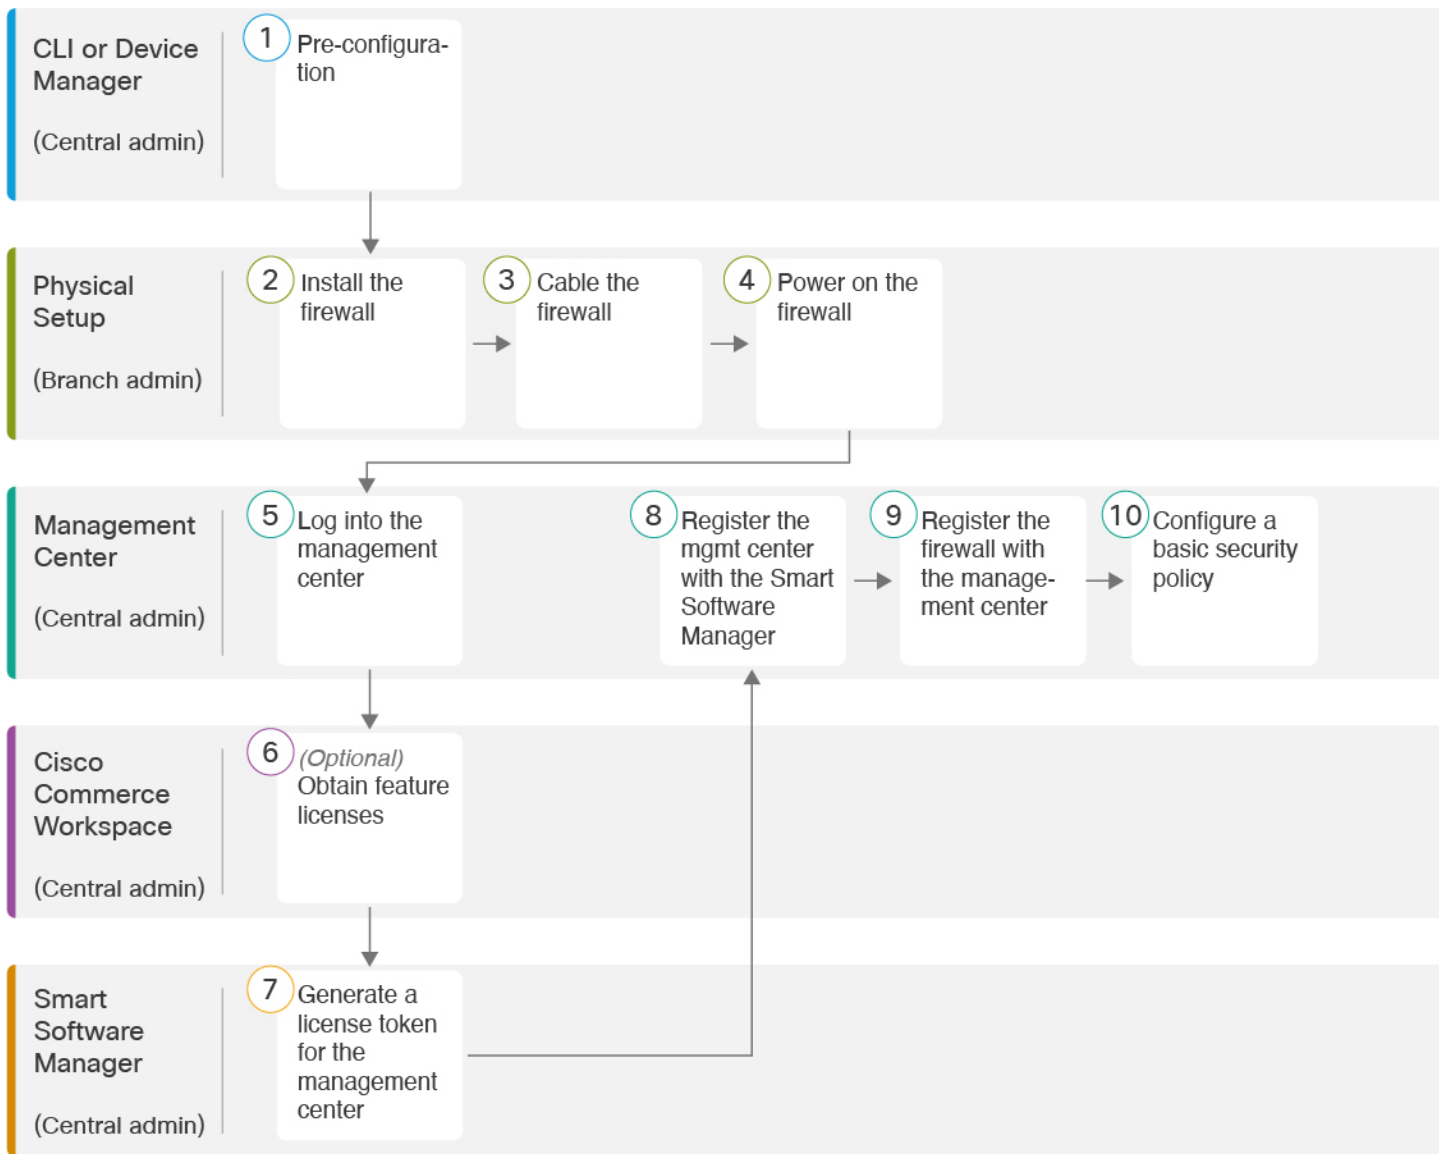 CLI or Device
Manager
(Central admin)
1
Pre-configura-
tion
Physical
Setup
(Branch admin)
2
Install the
firewall
3
Cable the
firewall
4
Power on the
firewall
Management
Center
(Central admin)
5
Log into the
management
center
8
Register the
mgmt center
with the Smart
Software
Manager
9
Register the
firewall with
the manage-
ment center
10
Configure a
basic security
policy
Cisco
Commerce
Workspace
(Central admin)
6
(Optional)
Obtain feature
licenses
Smart
Software
Manager
(Central admin)
7
Generate a
license token
for the
management
center